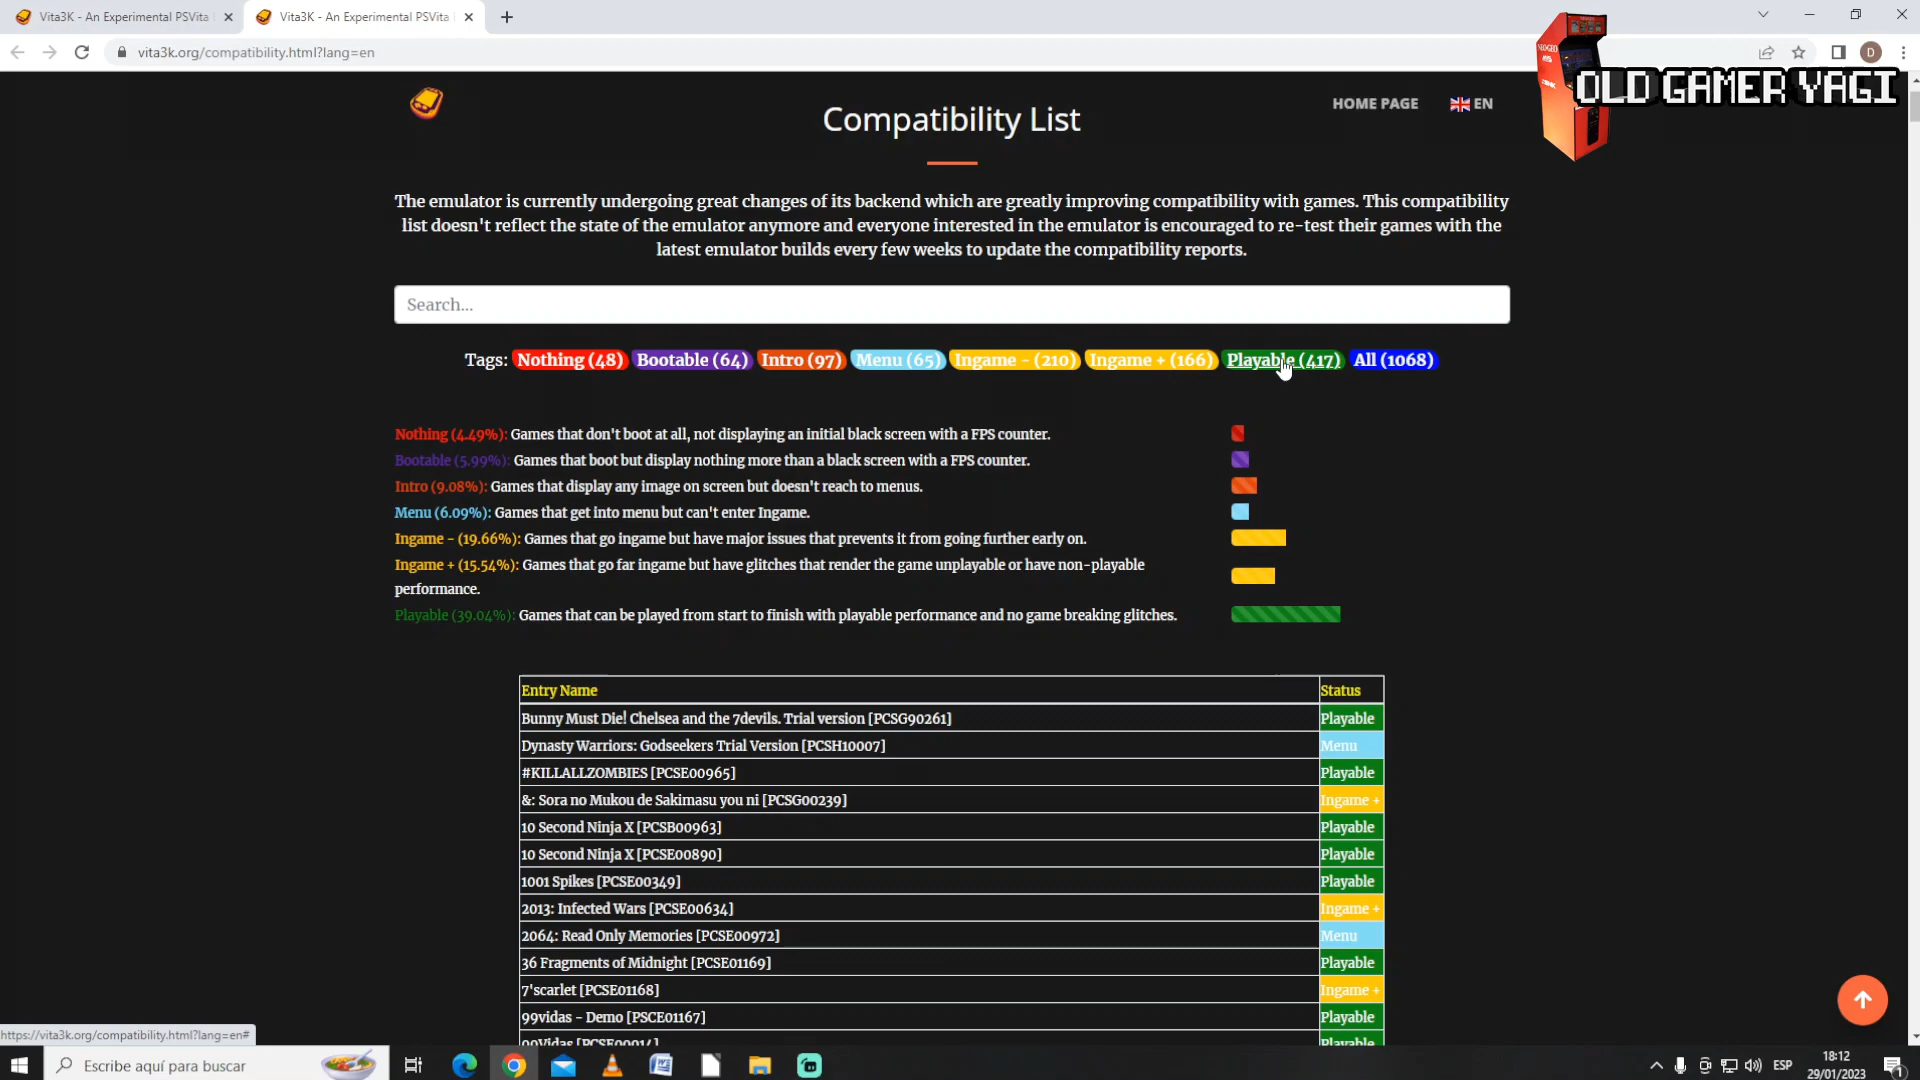 Vita3K - An Experimental PSVita
Vita3K - An Experimental PSVita
vita3k.org/compatibility.html?lang=en
D
OLD GAMER YAGI
NEOGEO
HOME PAGE
EN
Compatibility List
The emulator is currently undergoing great changes of its backend which are greatly improving compatibility with games. This compatibility
list doesn't reflect the state of the emulator anymore and everyone interested in the emulator is encouraged to re-test their games with the
latest emulator builds every few weeks to update the compatibility reports.
Search...
Tags: Nothing (48) Bootable (64) Intro (97) Menu (65) Ingame - (210) Ingame + (166) Playable (417) All (1068)
Nothing (4.49%): Games that don't boot at all, not displaying an initial black screen with a FPS counter.
Bootable (5.99%): Games that boot but display nothing more than a black screen with a FPS counter.
Intro (9.08%): Games that display any image on screen but doesn't reach to menus.
Menu (6.09%): Games that get into menu but can't enter Ingame.
Ingame - (19.66%): Games that go ingame but have major issues that prevents it from going further early on.
Ingame + (15.54%): Games that go far ingame but have glitches that render the game unplayable or have non-playable
performance.
Playable (39.04%): Games that can be played from start to finish with playable performance and no game breaking glitches.
Entry Name Status
Bunny Must Die! Chelsea and the 7devils. Trial version [PCSG90261] Playable
Dynasty Warriors: Godseekers Trial Version [PCSH10007] Menu
#KILLALLZOMBIES [PCSE00965] Playable
&: Sora no Mukou de Sakimasu you ni [PCSG00239] Ingame +
10 Second Ninja X [PCSB00963] Playable
10 Second Ninja X [PCSE00890] Playable
1001 Spikes [PCSE00349] Playable
2013: Infected Wars [PCSE00634] Ingame +
2064: Read Only Memories [PCSE00972] Menu
36 Fragments of Midnight [PCSE01169] Playable
7'scarlet [PCSE01168] Ingame +
99vidas - Demo [PSCE01167] Playable
99Vidas [PCSE00914] Playable
https://vita3k.org/compatibility.html?lang=en#
Escribe aquí para buscar
ESP
18:12
29/01/2023
1